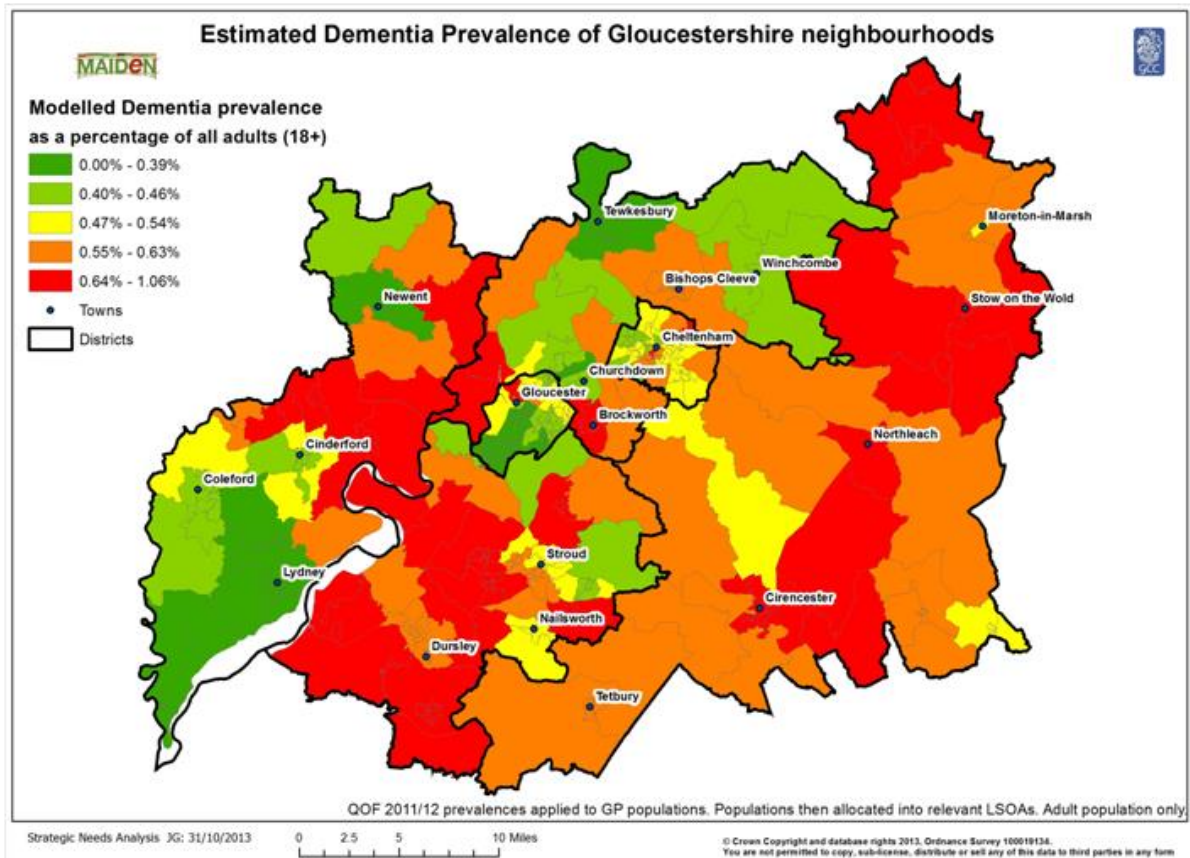 Estimated Dementia Prevalence of Gloucestershire neighbourhoods
MAIDeN
gcc
Modelled Dementia prevalence
as a percentage of all adults (18+)
0.00% - 0.39%
0.40% - 0.46%
0.47% - 0.54%
0.55% - 0.63%
0.64% - 1.06%
Towns
Districts
Tewkesbury
Moreton-in-Marsh
Winchcombe
Bishops Cleeve
Newent
Stow on the Wold
Cheltenham
Churchdown
Gloucester
Brockworth
Northleach
Cinderford
Coleford
Stroud
Lydney
Cirencester
Nailsworth
Dursley
Tetbury
QOF 2011/12 prevalences applied to GP populations. Populations then allocated into relevant LSOAs. Adult population only.
Strategic Needs Analysis JG: 31/10/2013
0 2.5 5 10 Miles
© Crown Copyright and database rights 2013. Ordnance Survey 100019134.
You are not permitted to copy, sub-license, distribute or sell any of this data to third parties in any form